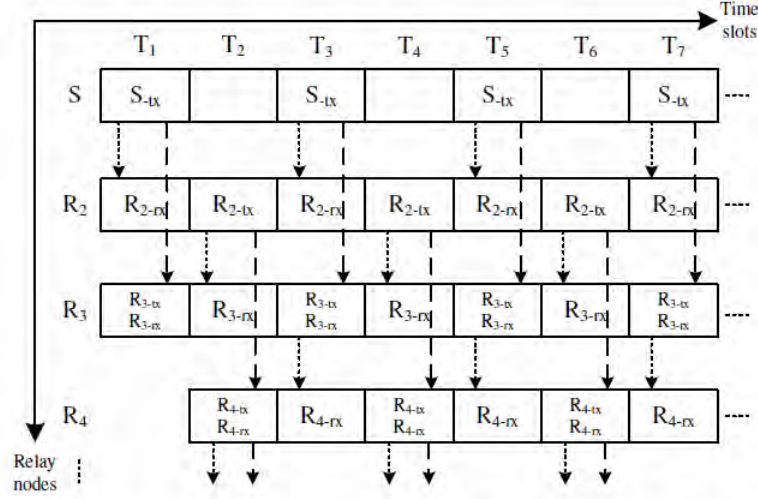 Time slots
T1 T2 T3 T4 T5 T6 T7
S S-tx S-tx S-tx S-tx
R2 R2-rx R2-tx R2-rx R2-tx R2-rx R2-tx R2-rx
R3 R3-tx R3-rx R3-rx R3-tx R3-rx R3-rx R3-tx R3-rx R3-rx R3-tx R3-rx
R4 R4-tx R4-rx R4-rx R4-tx R4-rx R4-rx R4-tx R4-rx R4-rx
Relay nodes